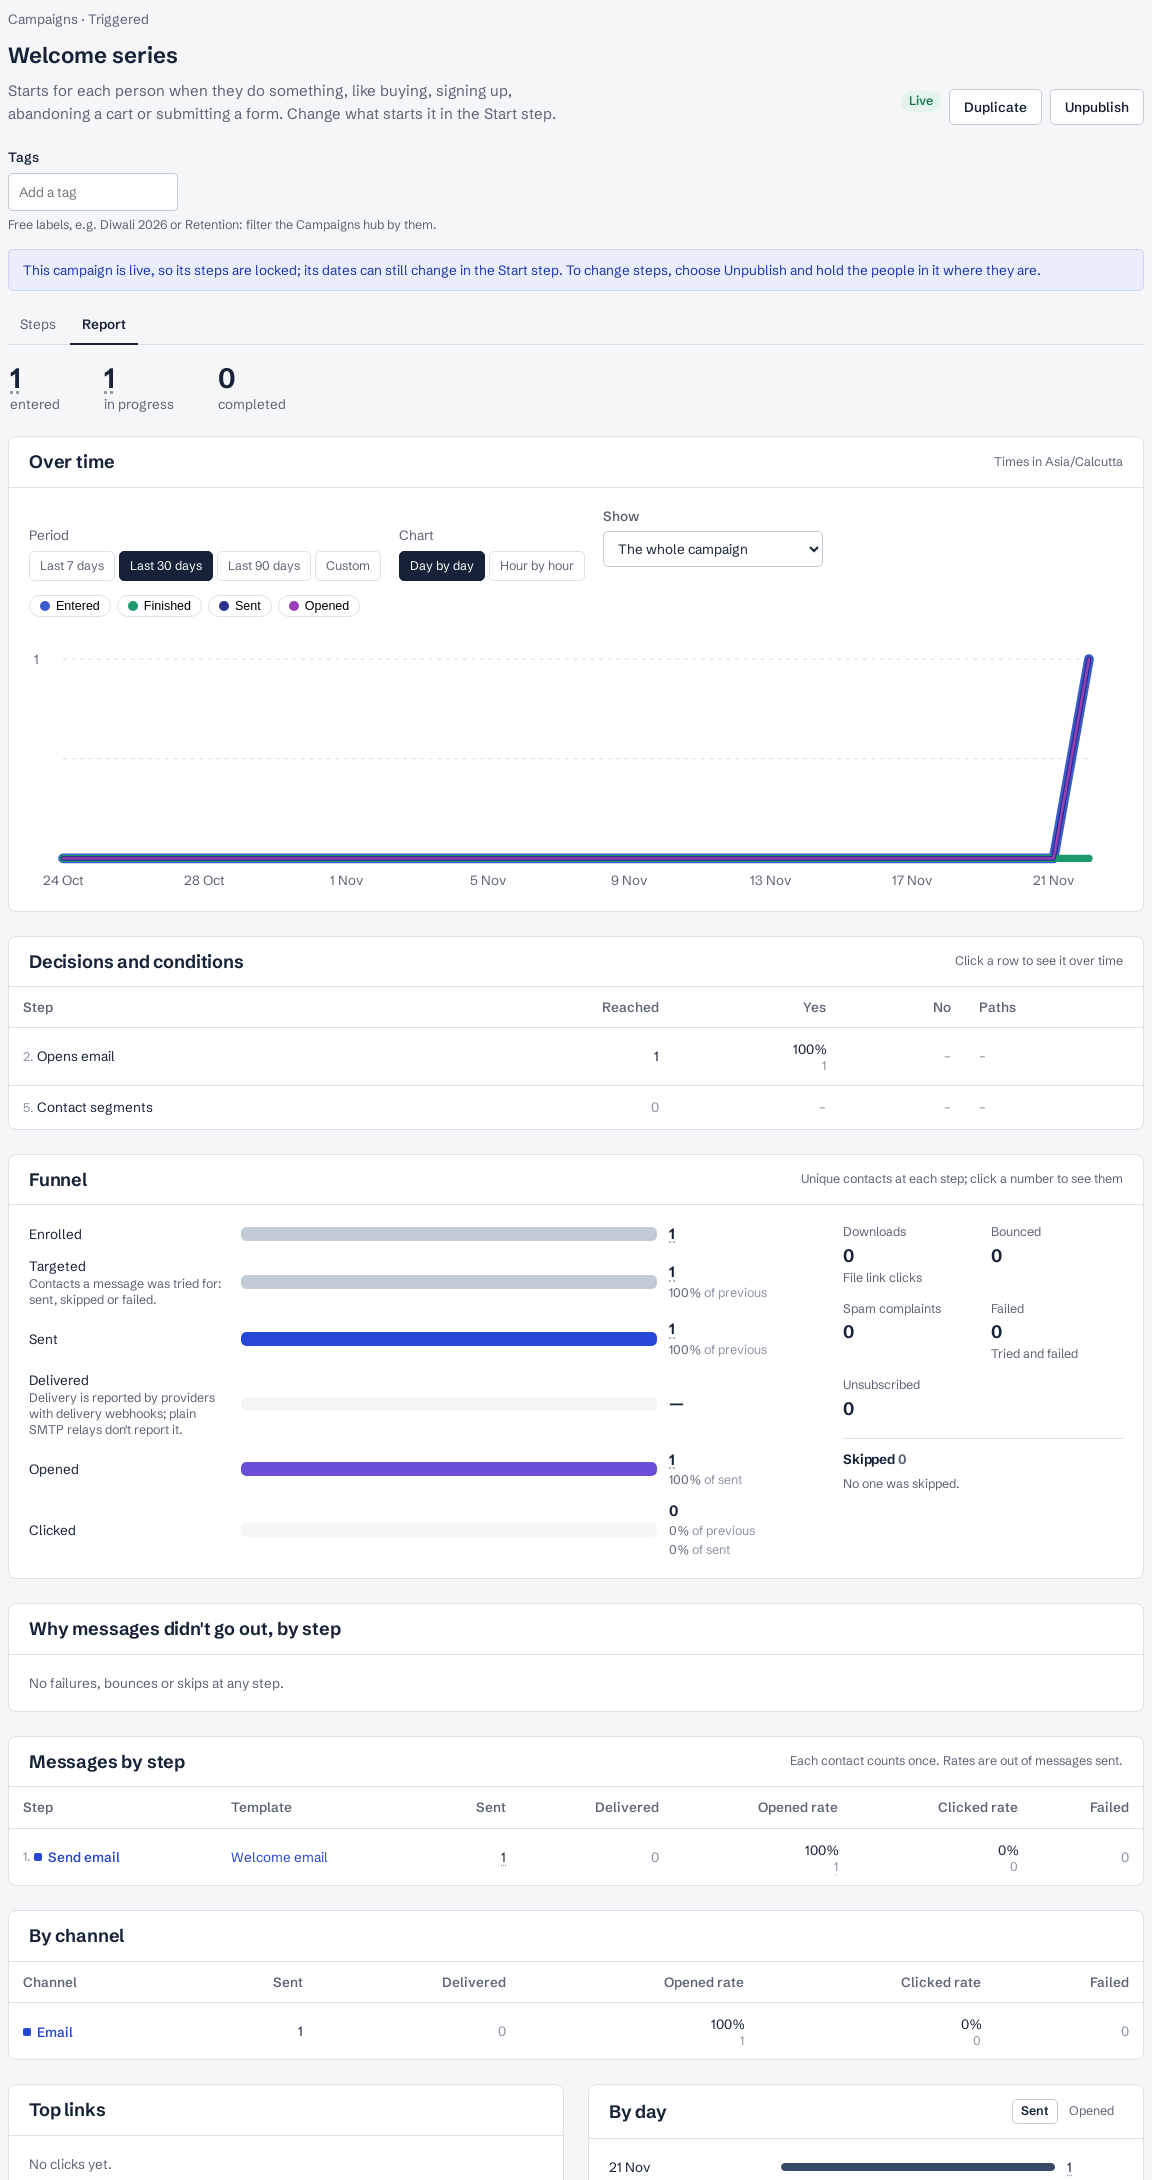 Campaigns · Triggered
Welcome series
Starts for each person when they do something, like buying, signing up,
abandoning a cart or submitting a form. Change what starts it in the Start step.
Live
Duplicate
Unpublish
Tags
Add a tag
Free labels, e.g. Diwali 2026 or Retention: filter the Campaigns hub by them.
This campaign is live, so its steps are locked; its dates can still change in the Start step. To change steps, choose Unpublish and hold the people in it where they are.
Steps Report
1 1 0
entered in progress completed
Over time
Times in Asia/Calcutta
Show
Period Chart
Last 7 days Last 30 days Last 90 days Custom Day by day Hour by hour The whole campaign
Entered Finished Sent Opened
1
24 Oct 28 Oct 1 Nov 5 Nov 9 Nov 13 Nov 17 Nov 21 Nov
Decisions and conditions
Click a row to see it over time
Step Reached Yes No Paths
2. Opens email 1 100% – –
1
5. Contact segments 0 – – –
Funnel
Unique contacts at each step; click a number to see them
Enrolled 1
Targeted
Contacts a message was tried for:
sent, skipped or failed.
1
100% of previous
Sent
1
100% of previous
Delivered
Delivery is reported by providers
with delivery webhooks; plain
SMTP relays don't report it.
—
Opened
1
100% of sent
Clicked
0
0% of previous
0% of sent
Downloads Bounced
0 0
File link clicks
Spam complaints Failed
0 0
Tried and failed
Unsubscribed
0
Skipped 0
No one was skipped.
Why messages didn't go out, by step
No failures, bounces or skips at any step.
Messages by step
Each contact counts once. Rates are out of messages sent.
Step Template Sent Delivered Opened rate Clicked rate Failed
1. Send email Welcome email 1 0 100% 0% 0
1 0
By channel
Channel Sent Delivered Opened rate Clicked rate Failed
Email 1 0 100% 0% 0
1 0
Top links
No clicks yet.
By day
Sent Opened
21 Nov 1